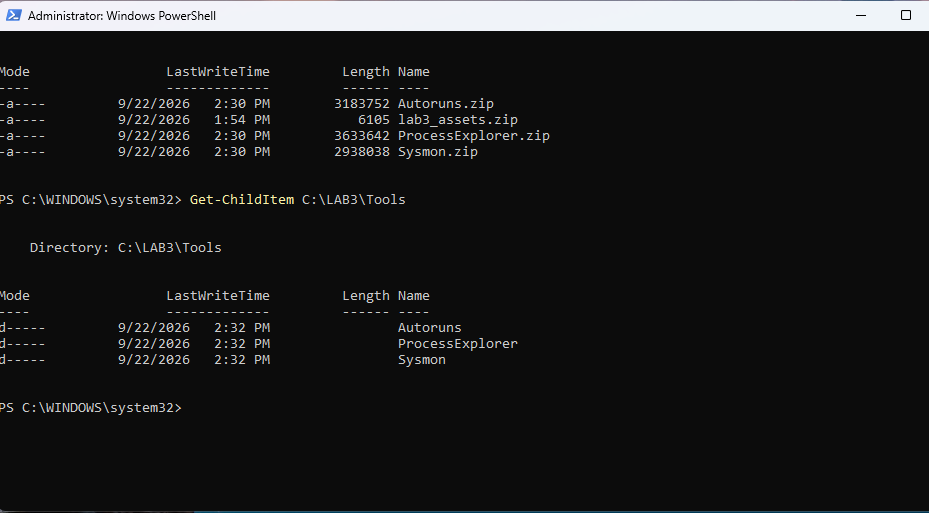 Administrator: Windows PowerShell
Mode LastWriteTime Length Name
---- ------------- ------ ----
-a---- 9/22/2026 2:30 PM 3183752 Autoruns.zip
-a---- 9/22/2026 1:54 PM 6105 lab3_assets.zip
-a---- 9/22/2026 2:30 PM 3633642 ProcessExplorer.zip
-a---- 9/22/2026 2:30 PM 2938038 Sysmon.zip
PS C:\WINDOWS\system32> Get-ChildItem C:\LAB3\Tools
Directory: C:\LAB3\Tools
Mode LastWriteTime Length Name
---- ------------- ------ ----
d----- 9/22/2026 2:32 PM Autoruns
d----- 9/22/2026 2:32 PM ProcessExplorer
d----- 9/22/2026 2:32 PM Sysmon
PS C:\WINDOWS\system32>